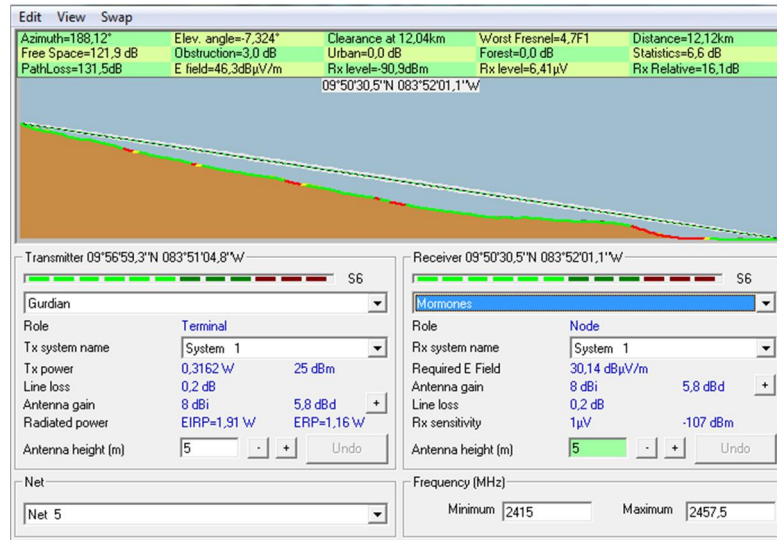 Edit View Swap
Azimuth=188,12° Elev. angle=-7,324° Clearance at 12,04km Worst Fresnel=4,7F1 Distance=12,12km
Free Space=121,9 dB Obstruction=3,0 dB Urban=0,0 dB Forest=0,0 dB Statistics=6,6 dB
PathLoss=131,5dB E field=46,3dBµV/m Rx level=-90,9dBm Rx level=6,41µV Rx Relative=16,1dB
09°50'30,5"N 083°52'01,1"W
Transmitter 09°56'59,3"N 083°51'04,8"W
S6
Gurdian
Role Terminal
Tx system name System 1
Tx power 0,3162 W 25 dBm
Line loss 0,2 dB
Antenna gain 8 dBi 5,8 dBd +
Radiated power EIRP=1,91 W ERP=1,16 W
Antenna height (m) 5 - + Undo
Net
Net 5
Receiver 09°50'30,5"N 083°52'01,1"W
S6
Mormones
Role Node
Rx system name System 1
Required E Field 30,14 dBµV/m
Antenna gain 8 dBi 5,8 dBd +
Line loss 0,2 dB
Rx sensitivity 1µV -107 dBm
Antenna height (m) 5 - + Undo
Frequency (MHz)
Minimum 2415 Maximum 2457,5